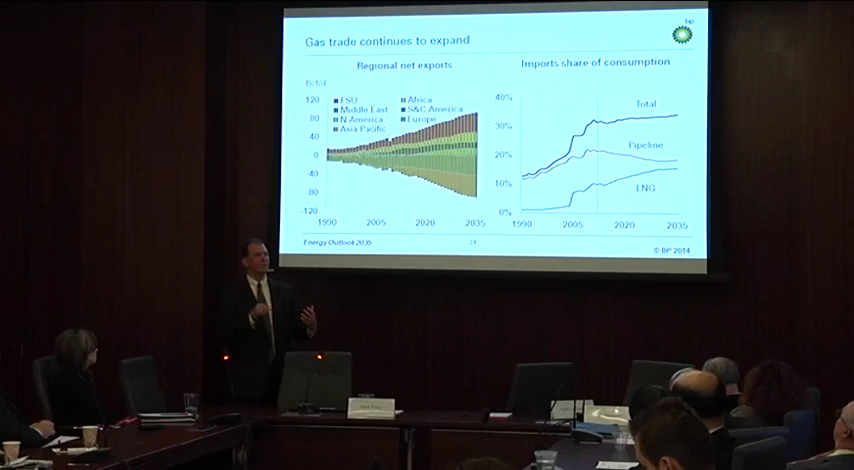 bp
Gas trade continues to expand
Regional net exports
Imports share of consumption
Bcf/d
FSU
Africa
Middle East
S&C America
N America
Europe
Asia Pacific
120
80
40
0
40
80
-120
1990
2005
2020
2035
40%
30%
20%
10%
0%
Total
Pipeline
LNG
1990
2005
2020
2035
Energy Outlook 2035
© BP 2014